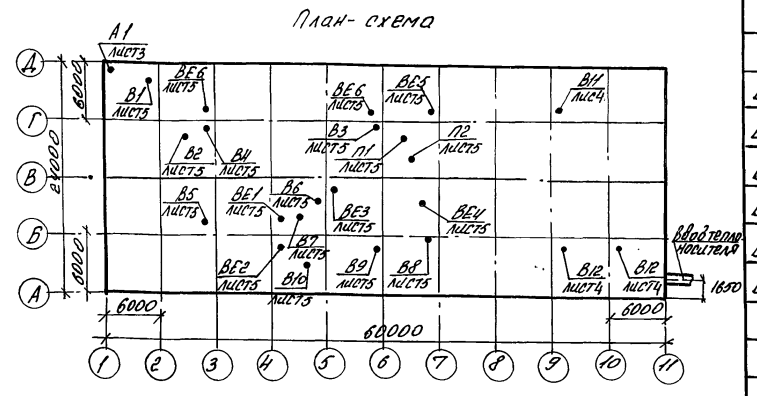 План-схема
А1
Лист3
Д
6000
В1
Лист5
ВЕ6
Лист5
ВЕ6
Лист5
ВЕ5
Лист5
В11
Лис4
Г
24000
В2
Лист5
В4
Лист5
В3
Лист5
П1
Лист5
П2
Лист5
В
В5
Лист5
ВЕ1
Лист5
В6
Лист5
ВЕ3
Лист5
ВЕ4
Лист5
Б
6000
ВЕ2
Лист5
В7
Лист5
В10
Лист5
В9
Лист5
В8
Лист5
В12
Лист4
В12
Лист4
Ввод тепло-
носителя
1650
А
6000
6000
60000
1 2 3 4 5 6 7 8 9 10 11